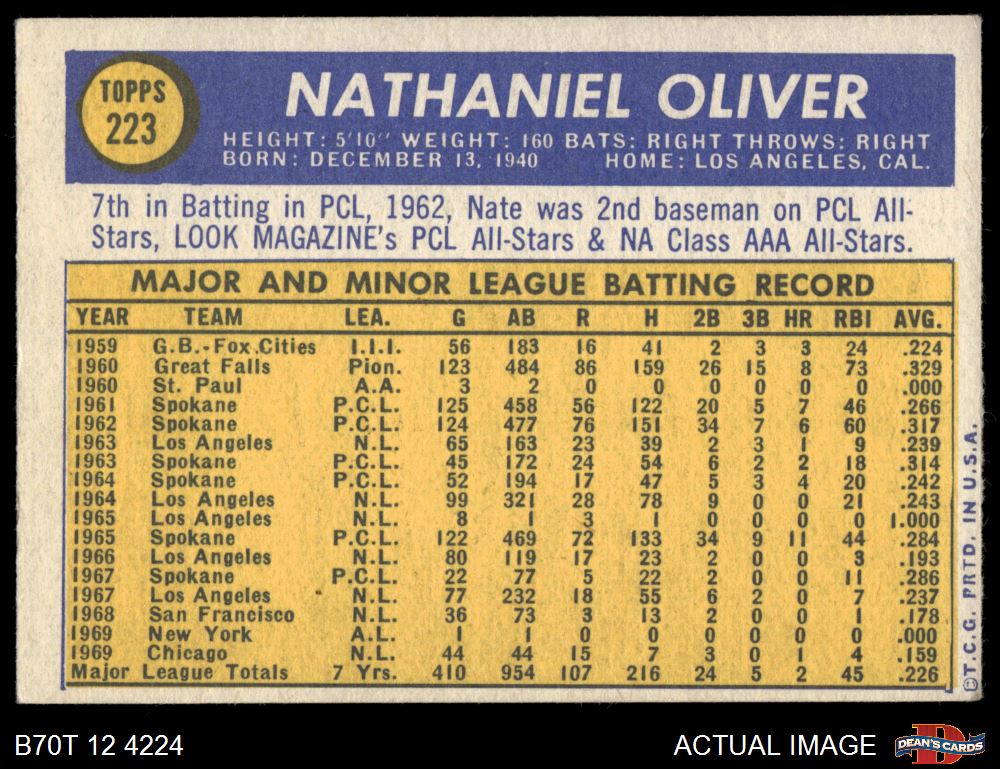 TOPPS
223
NATHANIEL OLIVER
HEIGHT: 5'10" WEIGHT: 160 BATS: RIGHT THROWS: RIGHT
BORN: DECEMBER 13, 1940 HOME: LOS ANGELES, CAL.
7th in Batting in PCL, 1962, Nate was 2nd baseman on PCL All-
Stars, LOOK MAGAZINE's PCL All-Stars & NA Class AAA All-Stars.
MAJOR AND MINOR LEAGUE BATTING RECORD
YEAR TEAM LEA. G AB R H 2B 3B HR RBI AVG.
1959 G.B.-Fox Cities I.I.I. 56 183 16 41 2 3 3 24 .224
1960 Great Falls Pion. 123 484 86 159 26 15 8 73 .329
1960 St. Paul A.A. 3 2 0 0 0 0 0 0 .000
1961 Spokane P.C.L. 125 458 56 122 20 5 7 46 .266
1962 Spokane P.C.L. 124 477 76 151 34 7 6 60 .317
1963 Los Angeles N.L. 65 163 23 39 2 3 1 9 .239
1963 Spokane P.C.L. 45 172 24 54 6 2 2 18 .314
1964 Spokane P.C.L. 52 194 17 47 5 3 4 20 .242
1964 Los Angeles N.L. 99 321 28 78 9 0 0 21 .243
1965 Los Angeles N.L. 8 1 3 1 0 0 0 0 1.000
1965 Spokane P.C.L. 122 469 72 133 34 9 11 44 .284
1966 Los Angeles N.L. 80 119 17 23 2 0 0 3 .193
1967 Spokane P.C.L. 22 77 5 22 2 0 0 11 .286
1967 Los Angeles N.L. 77 232 18 55 6 2 0 7 .237
1968 San Francisco N.L. 36 73 3 13 2 0 0 1 .178
1969 New York A.L. 1 1 0 0 0 0 0 0 .000
1969 Chicago N.L. 44 44 15 7 3 0 1 4 .159
Major League Totals 7 Yrs. 410 954 107 216 24 5 2 45 .226
©T.C.G. PRTD. IN U.S.A.
B70T 12 4224
ACTUAL IMAGE
D
DEAN'S CARDS